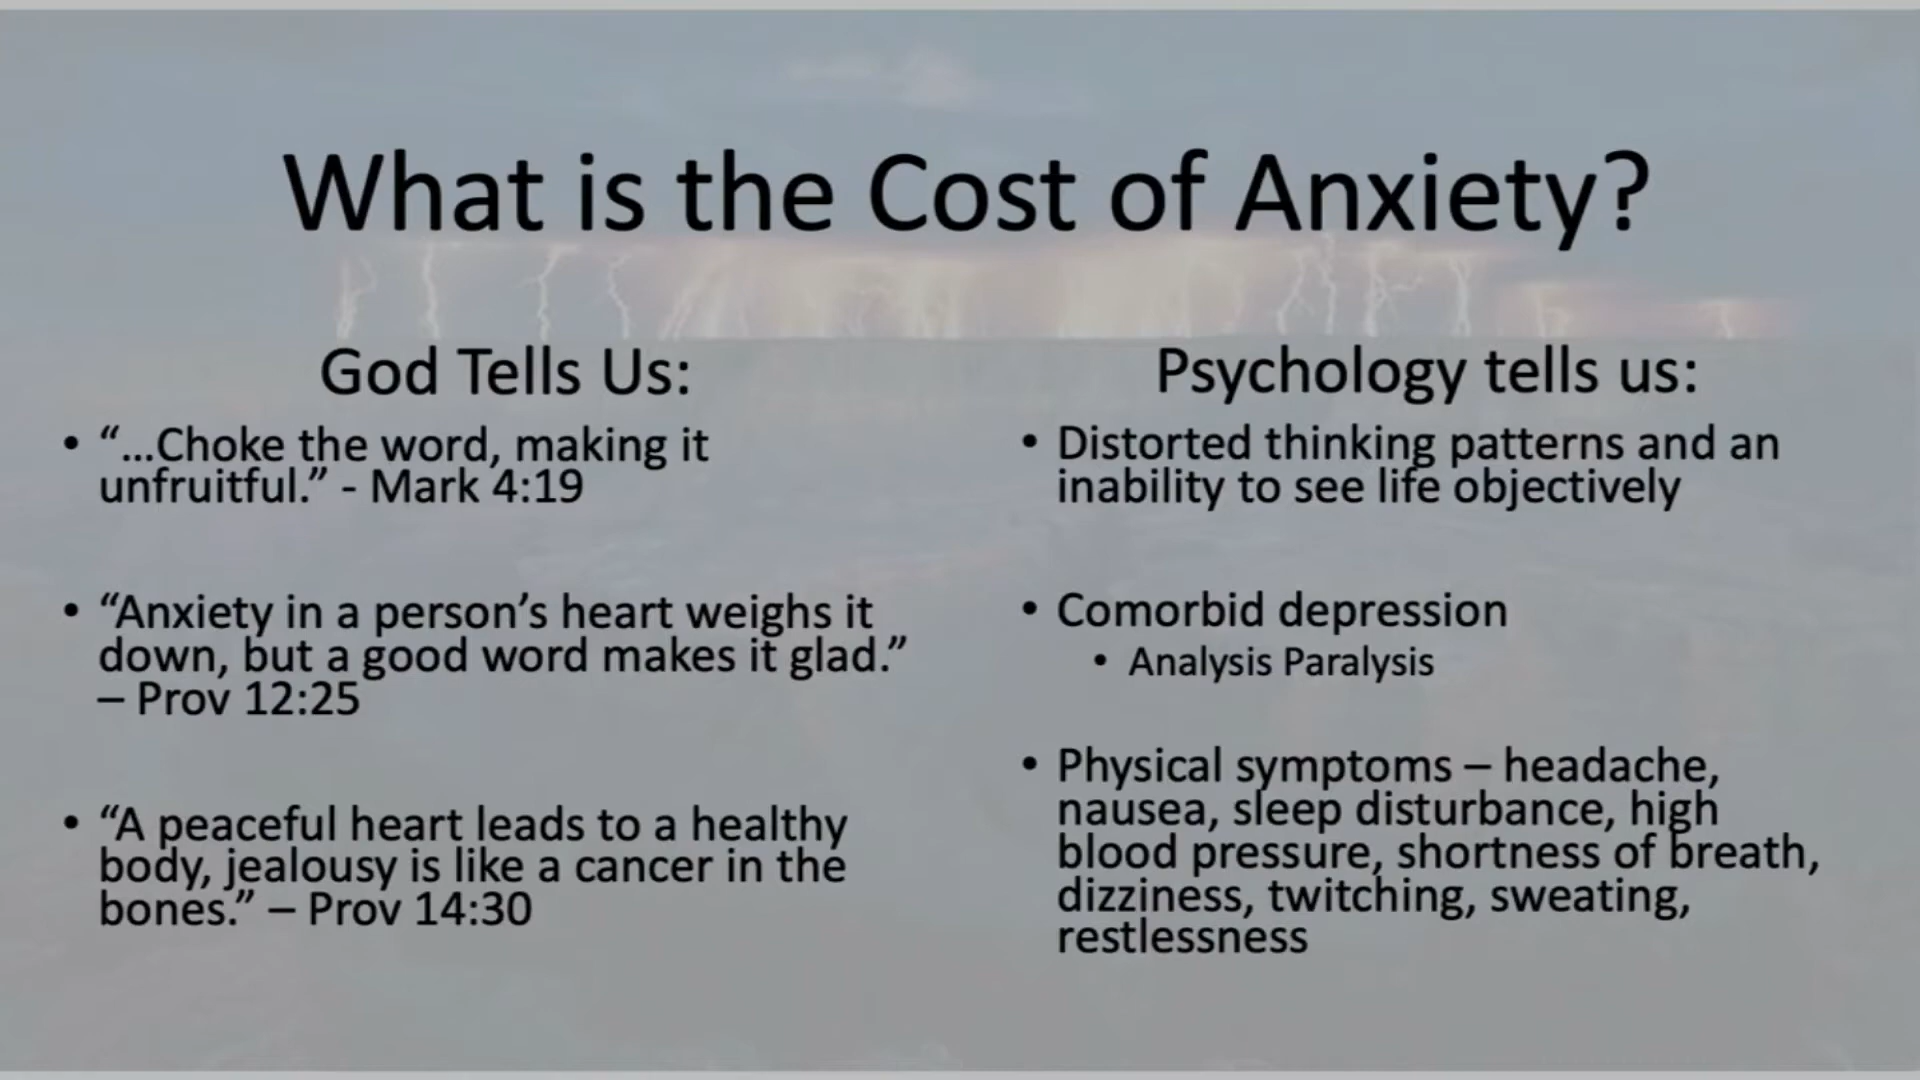 What is the Cost of Anxiety?
God Tells Us:
• “...Choke the word, making it
unfruitful.” - Mark 4:19
• “Anxiety in a person’s heart weighs it
down, but a good word makes it glad.”
– Prov 12:25
• “A peaceful heart leads to a healthy
body, jealousy is like a cancer in the
bones.” – Prov 14:30
Psychology tells us:
• Distorted thinking patterns and an
inability to see life objectively
• Comorbid depression
• Analysis Paralysis
• Physical symptoms – headache,
nausea, sleep disturbance, high
blood pressure, shortness of breath,
dizziness, twitching, sweating,
restlessness